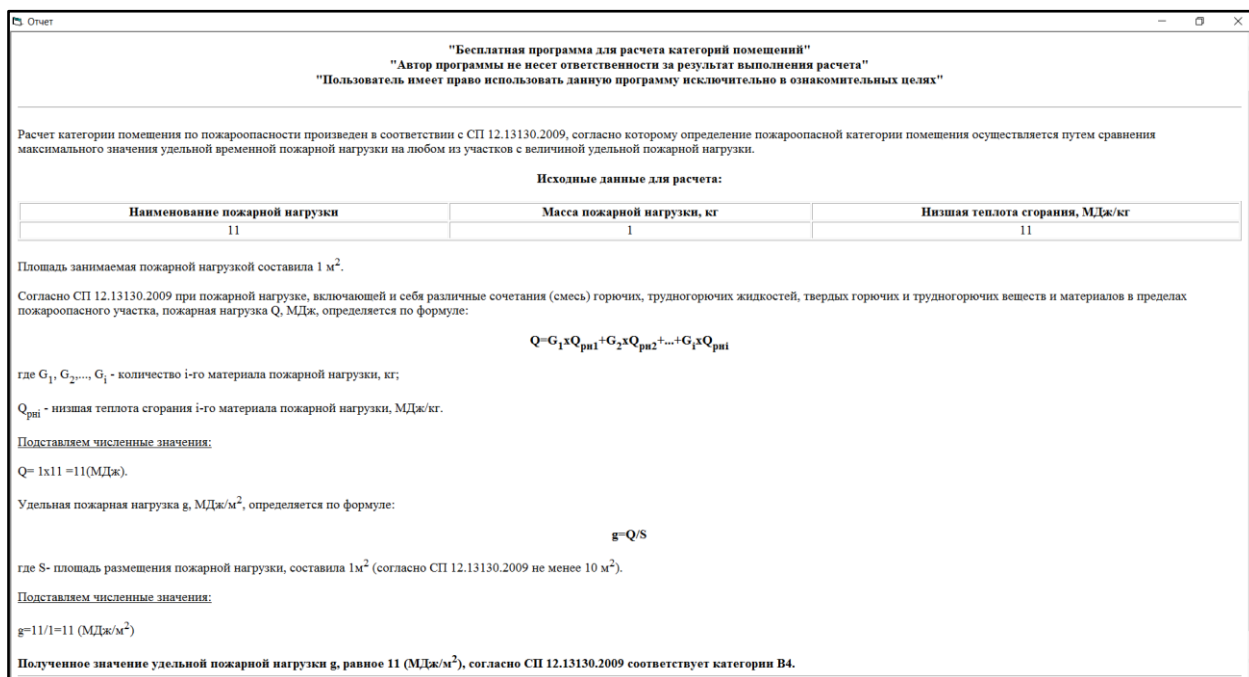 Отчет
"Бесплатная программа для расчета категорий помещений"
"Автор программы не несет ответственности за результат выполнения расчета"
"Пользователь имеет право использовать данную программу исключительно в ознакомительных целях"
Расчет категории помещения по пожароопасности произведен в соответствии с СП 12.13130.2009, согласно которому определение пожароопасной категории помещения осуществляется путем сравнения
максимального значения удельной временной пожарной нагрузки на любом из участков с величиной удельной пожарной нагрузки.
Исходные данные для расчета:
Наименование пожарной нагрузки Масса пожарной нагрузки, кг Низшая теплота сгорания, МДж/кг
11 1 11
Площадь занимаемая пожарной нагрузкой составила 1 м².
Согласно СП 12.13130.2009 при пожарной нагрузке, включающей и себя различные сочетания (смесь) горючих, трудногорючих жидкостей, твердых горючих и трудногорючих веществ и материалов в пределах
пожароопасного участка, пожарная нагрузка Q, МДж, определяется по формуле:
Q=G₁xQрн1+G₂xQрн2+...+GᵢxQрнi
где G₁, G₂,..., Gᵢ - количество i-го материала пожарной нагрузки, кг;
Qрнi - низшая теплота сгорания i-го материала пожарной нагрузки, МДж/кг.
Подставляем численные значения:
Q= 1x11 =11(МДж).
Удельная пожарная нагрузка g, МДж/м², определяется по формуле:
g=Q/S
где S- площадь размещения пожарной нагрузки, составила 1м² (согласно СП 12.13130.2009 не менее 10 м²).
Подставляем численные значения:
g=11/1=11 (МДж/м²)
Полученное значение удельной пожарной нагрузки g, равное 11 (МДж/м²), согласно СП 12.13130.2009 соответствует категории В4.